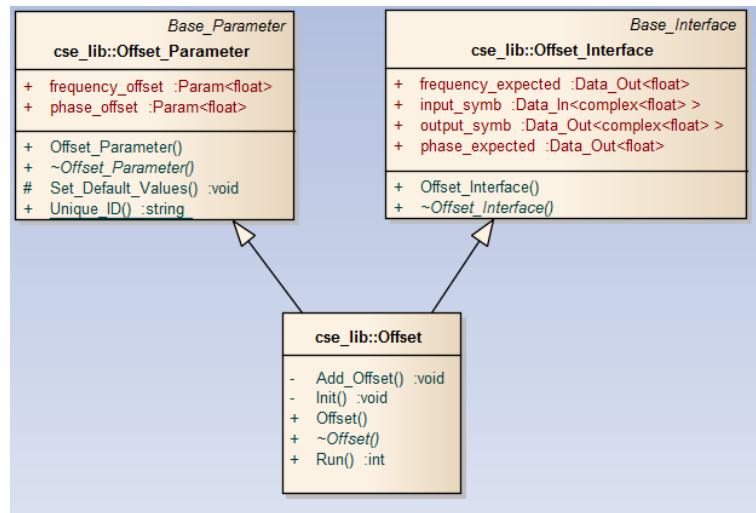 Base_Parameter
cse_lib::Offset_Parameter
+ frequency_offset :Param<float>
+ phase_offset :Param<float>
+ Offset_Parameter()
+ ~Offset_Parameter()
# Set_Default_Values() :void
+ Unique_ID() :string
Base_Interface
cse_lib::Offset_Interface
+ frequency_expected :Data_Out<float>
+ input_symb :Data_In<complex<float> >
+ output_symb :Data_Out<complex<float> >
+ phase_expected :Data_Out<float>
+ Offset_Interface()
+ ~Offset_Interface()
cse_lib::Offset
- Add_Offset() :void
- Init() :void
+ Offset()
+ ~Offset()
+ Run() :int